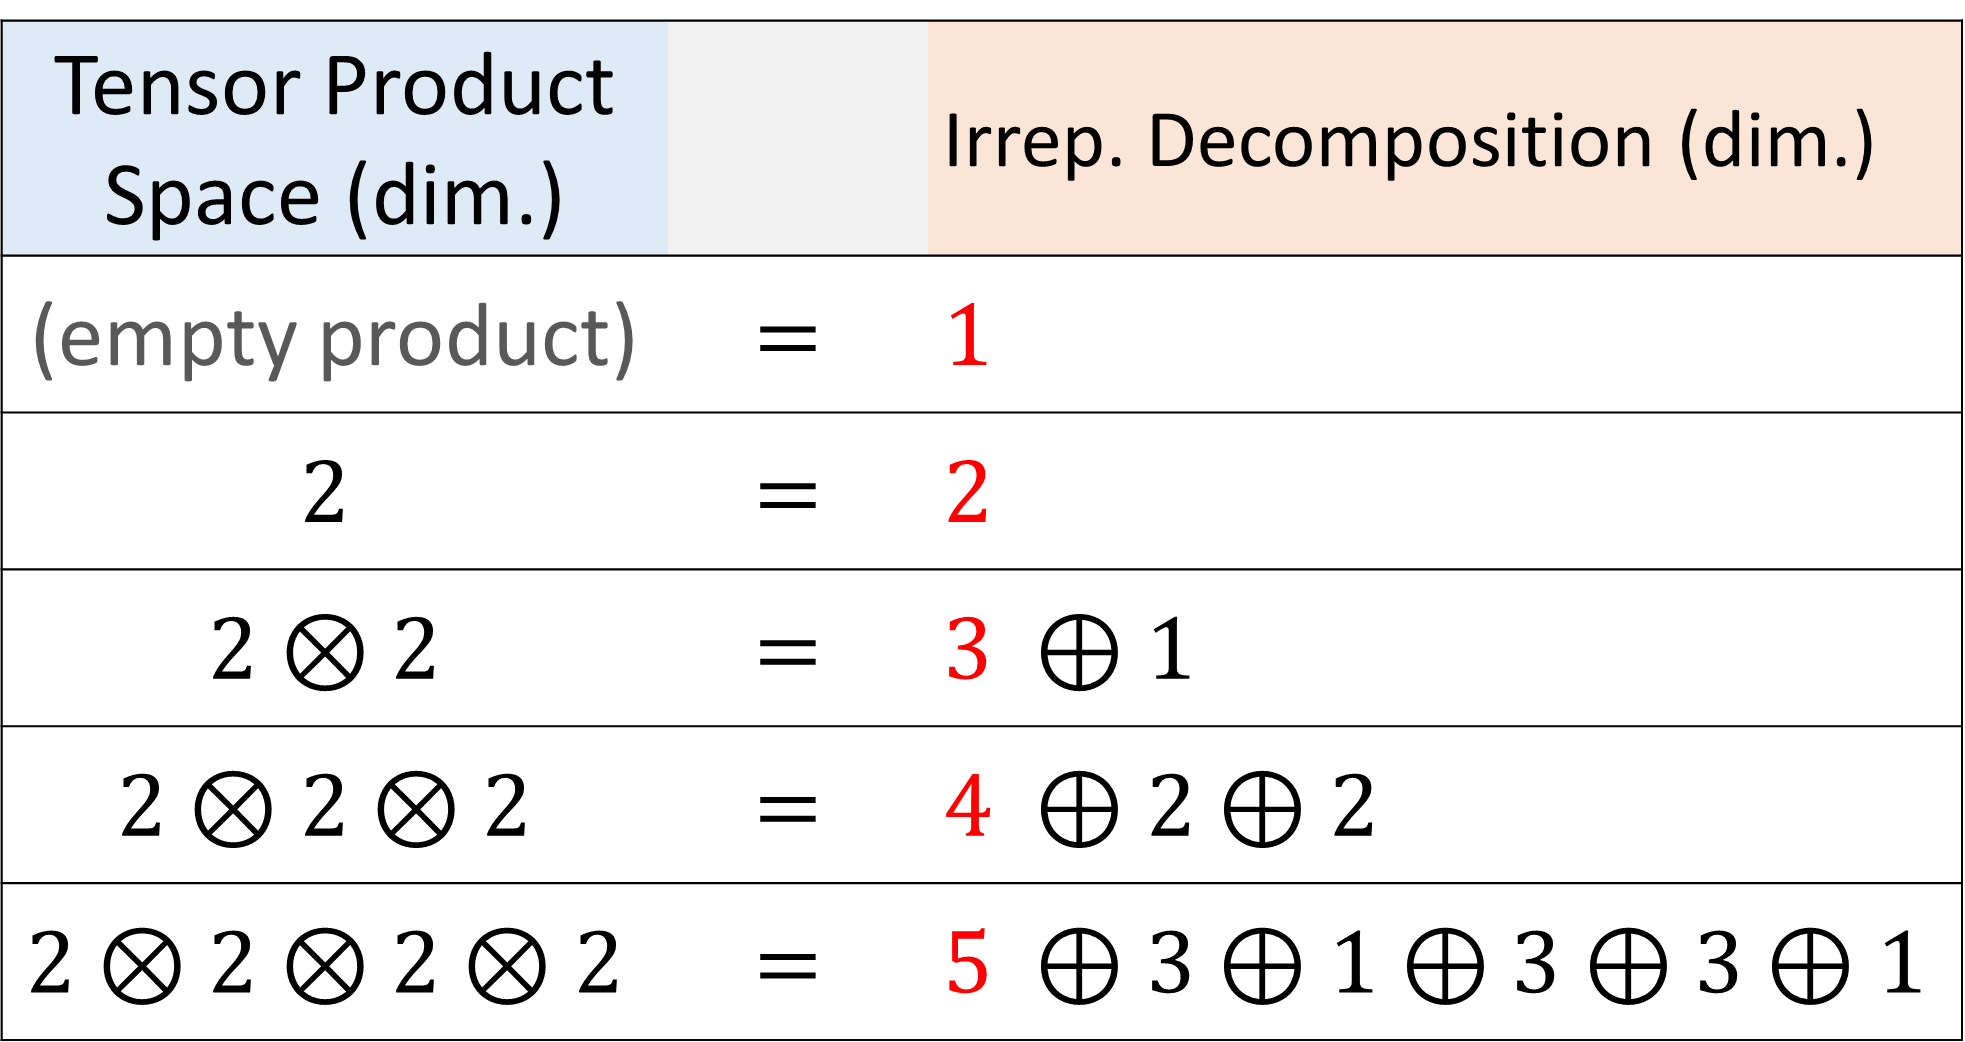 Tensor Product
Space (dim.)
Irrep. Decomposition (dim.)
(empty product) = 1
2 = 2
2 ⨂ 2 = 3 ⨁ 1
2 ⨂ 2 ⨂ 2 = 4 ⨁ 2 ⨁ 2
2 ⨂ 2 ⨂ 2 ⨂ 2 = 5 ⨁ 3 ⨁ 1 ⨁ 3 ⨁ 3 ⨁ 1